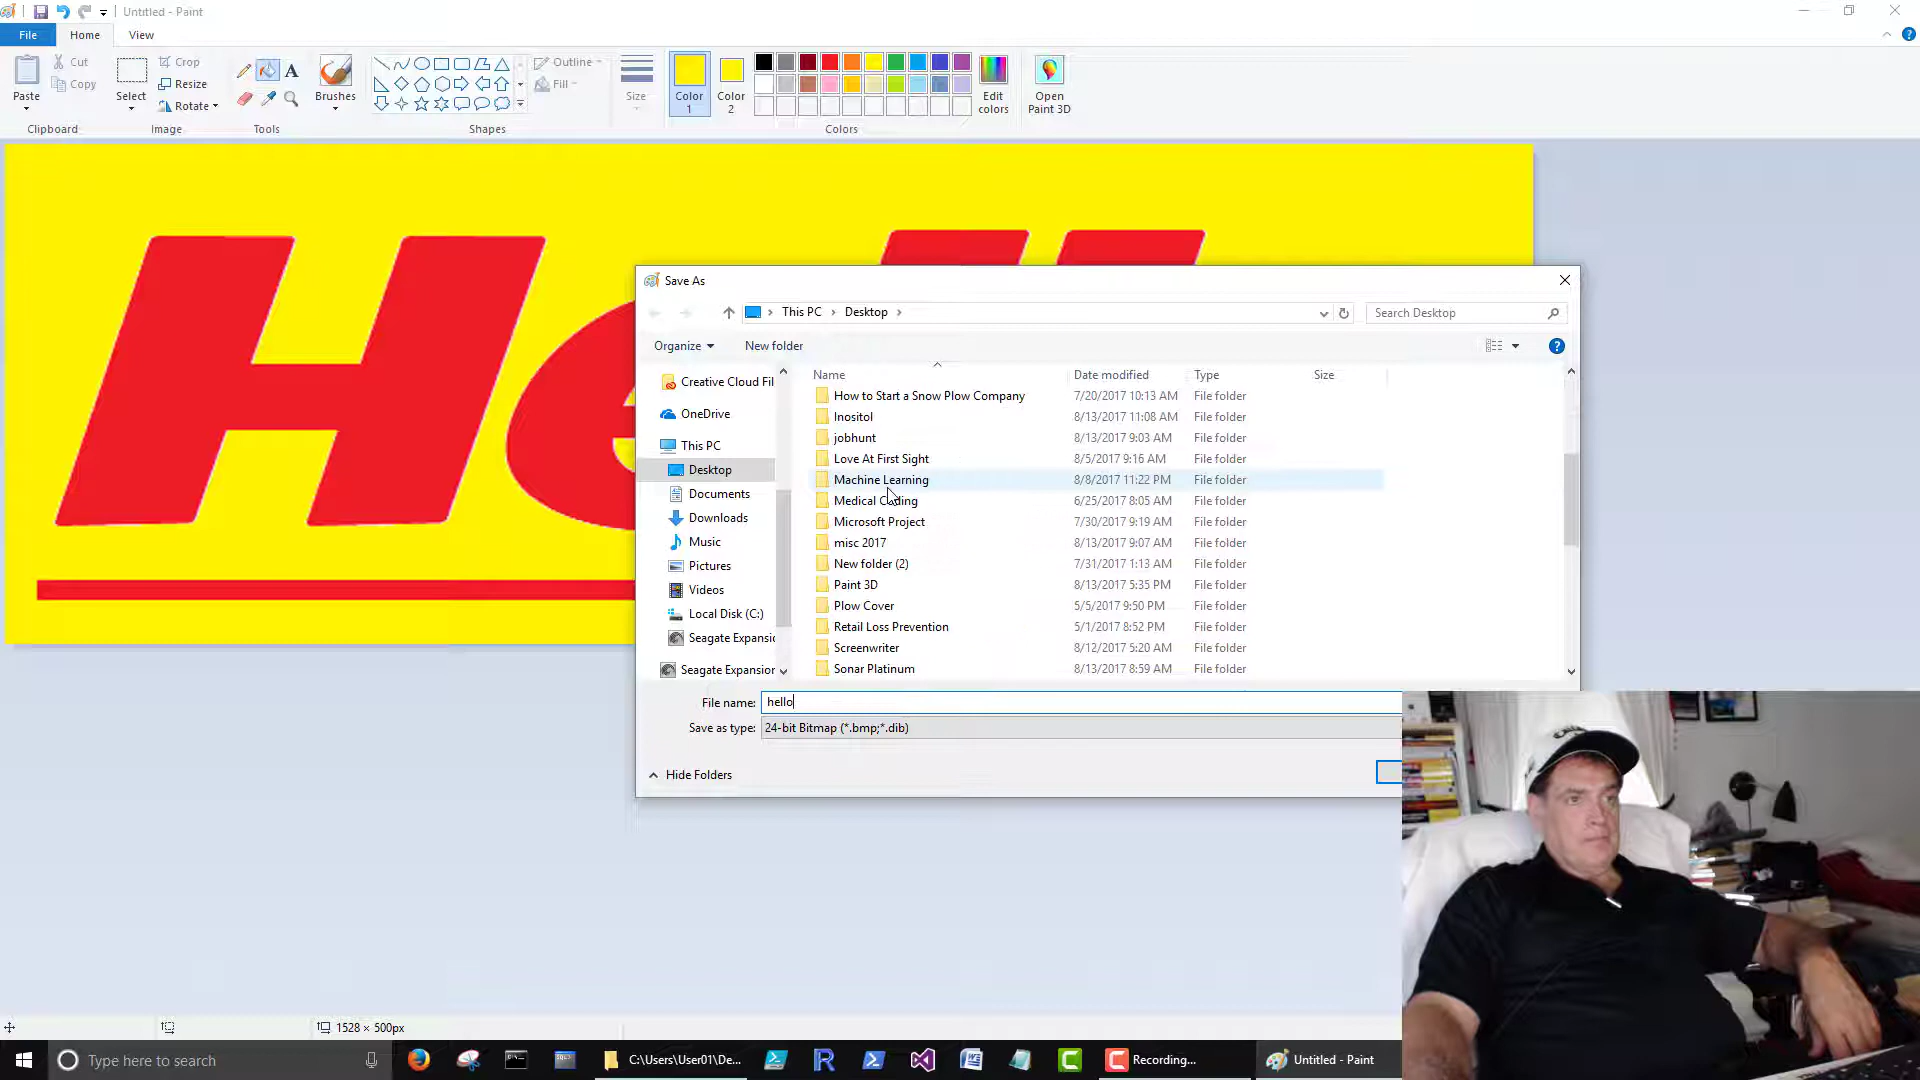 Untitled - Paint
File Home View
Paste
Cut
Copy
Clipboard
Select
Crop
Resize
Rotate
Image
Tools
Brushes
Shapes
Outline
Fill
Size
Color 1
Color 2
Colors
Edit colors
Open Paint 3D
Save As
This PC > Desktop >
Search Desktop
Organize New folder
Name Date modified Type Size
Creative Cloud Fil
OneDrive
This PC
Desktop
Documents
Downloads
Music
Pictures
Videos
Local Disk (C:)
Seagate Expansio
Seagate Expansion
How to Start a Snow Plow Company 7/20/2017 10:13 AM File folder
Inositol 8/13/2017 11:08 AM File folder
jobhunt 8/13/2017 9:03 AM File folder
Love At First Sight 8/5/2017 9:16 AM File folder
Machine Learning 8/8/2017 11:22 PM File folder
Medical Coding 6/25/2017 8:05 AM File folder
Microsoft Project 7/30/2017 9:19 AM File folder
misc 2017 8/13/2017 9:07 AM File folder
New folder (2) 7/31/2017 1:13 AM File folder
Paint 3D 8/13/2017 5:35 PM File folder
Plow Cover 5/5/2017 9:50 PM File folder
Retail Loss Prevention 5/1/2017 8:52 PM File folder
Screenwriter 8/12/2017 5:20 AM File folder
Sonar Platinum 8/13/2017 8:59 AM File folder
File name: hello
Save as type: 24-bit Bitmap (*.bmp;*.dib)
Hide Folders
1528 × 500px
Type here to search
C:\Users\User01\De...
Recording...
Untitled - Paint